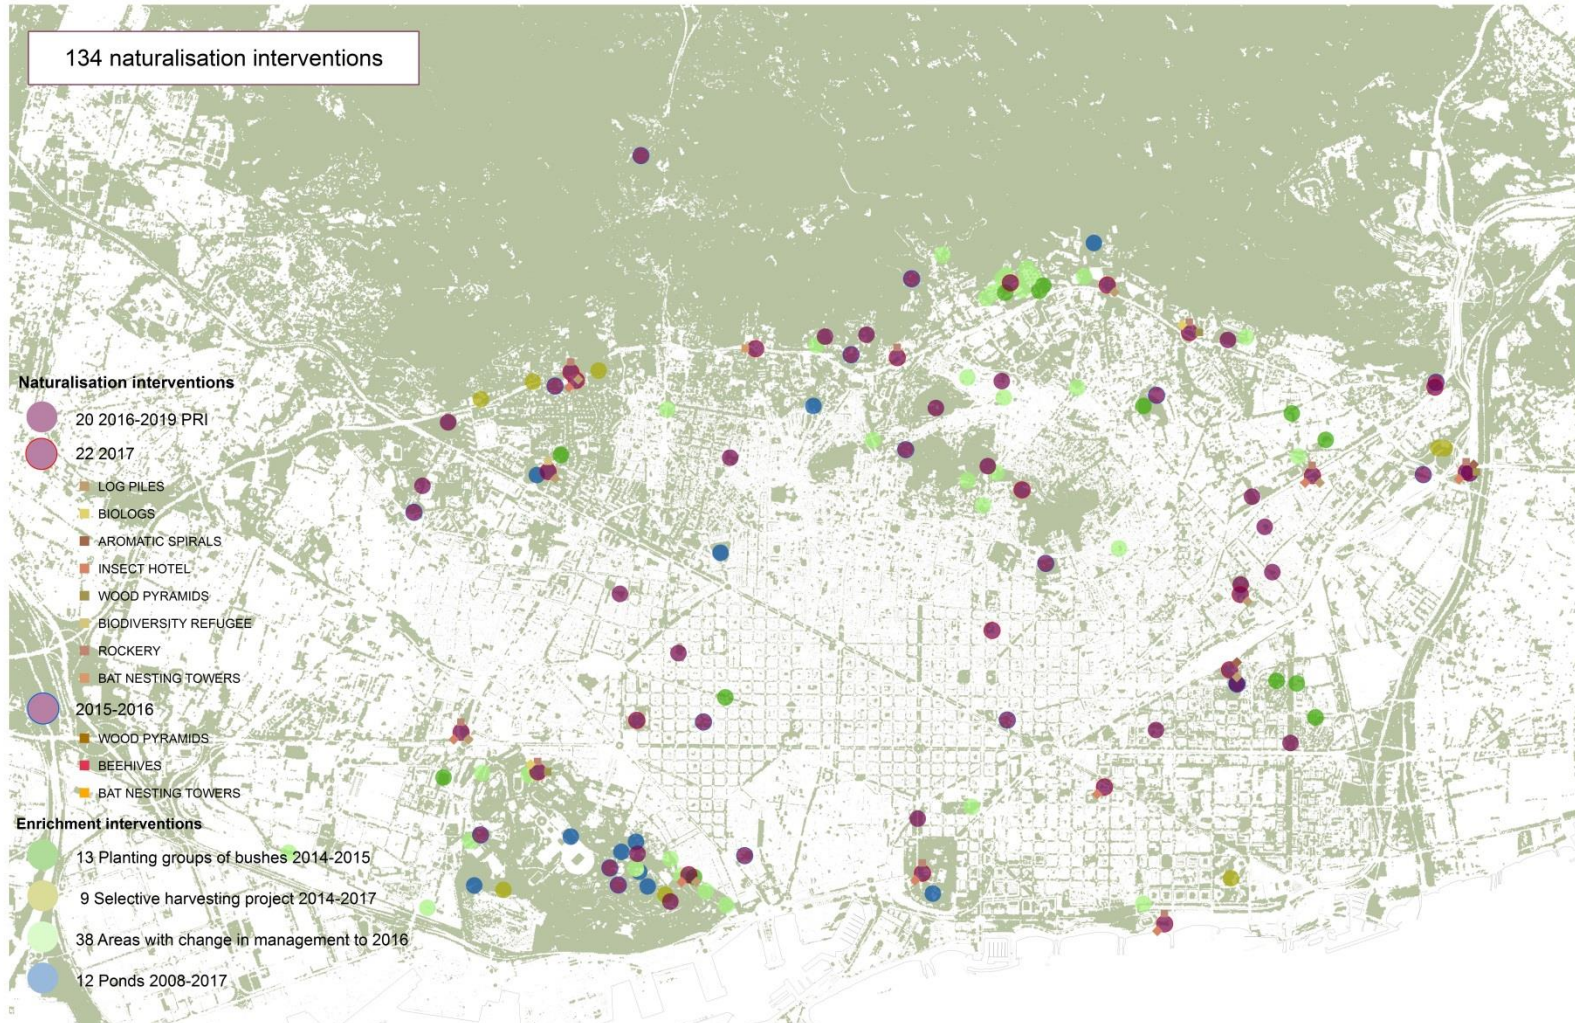 134 naturalisation interventions
Naturalisation interventions
20 2016-2019 PRI
22 2017
LOG PILES
BIOLOGS
AROMATIC SPIRALS
INSECT HOTEL
WOOD PYRAMIDS
BIODIVERSITY REFUGEE
ROCKERY
BAT NESTING TOWERS
2015-2016
WOOD PYRAMIDS
BEEHIVES
BAT NESTING TOWERS
Enrichment interventions
13 Planting groups of bushes 2014-2015
9 Selective harvesting project 2014-2017
38 Areas with change in management to 2016
12 Ponds 2008-2017